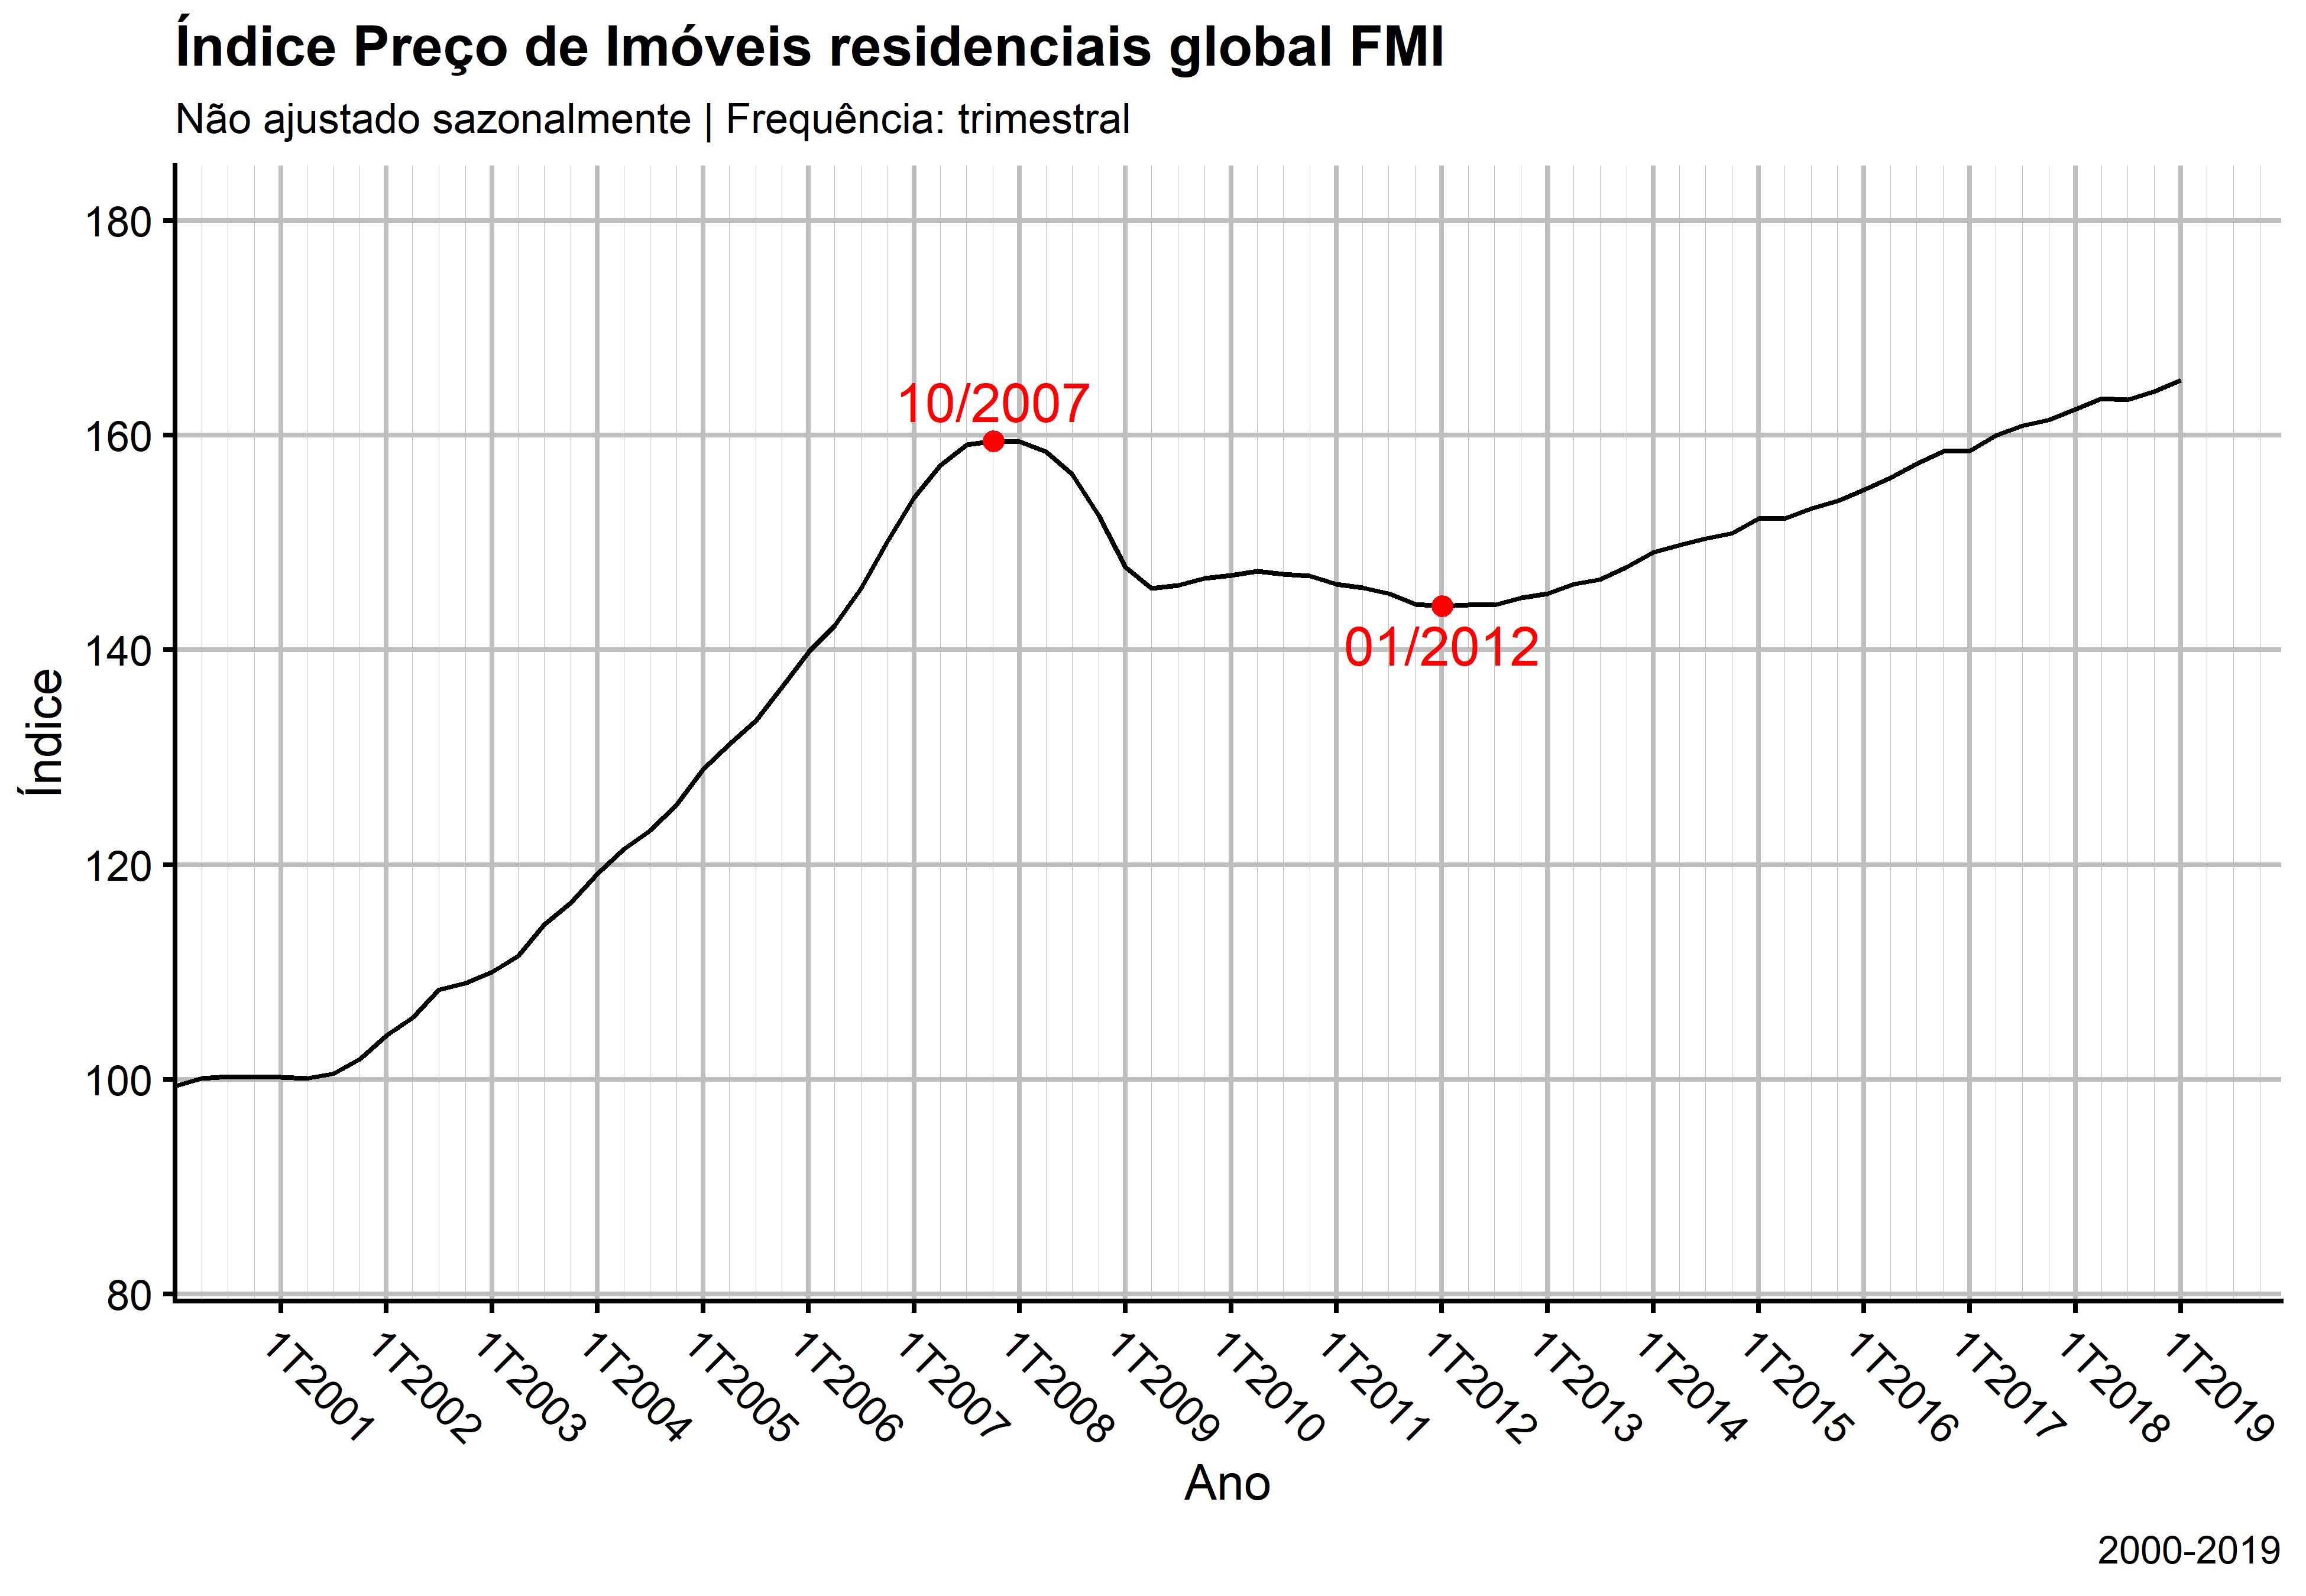 Índice Preço de Imóveis residenciais global FMI
Não ajustado sazonalmente | Frequência: trimestral
180
160
140
120
100
80
Índice
10/2007
01/2012
1T2001
1T2002
1T2003
1T2004
1T2005
1T2006
1T2007
1T2008
1T2009
1T2010
1T2011
1T2012
1T2013
1T2014
1T2015
1T2016
1T2017
1T2018
1T2019
Ano
2000-2019